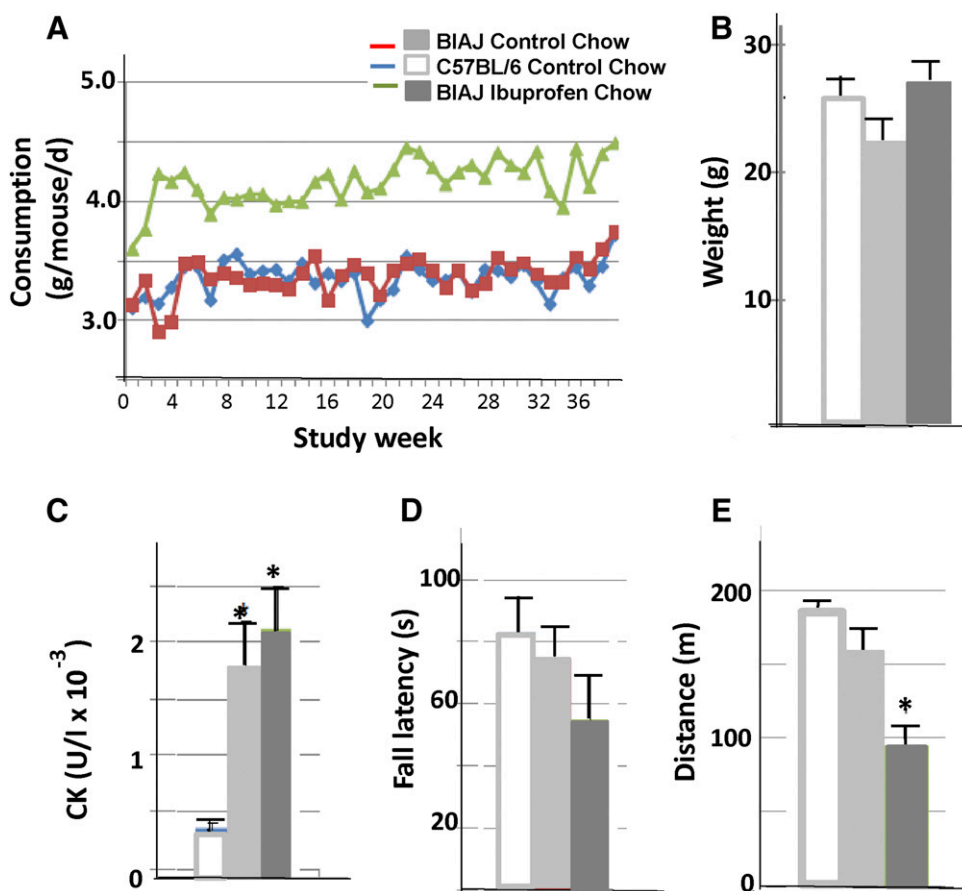 A
BIAJ Control Chow
C57BL/6 Control Chow
BIAJ Ibuprofen Chow
5.0
4.0
3.0
Consumption
(g/mouse/d)
0 4 8 12 16 20 24 28 32 36
Study week
B
30
20
10
Weight (g)
C
*
*
2
1
0
CK (U/l x 10⁻³)
D
100
60
20
Fall latency (s)
E
200
100
0
*
Distance (m)